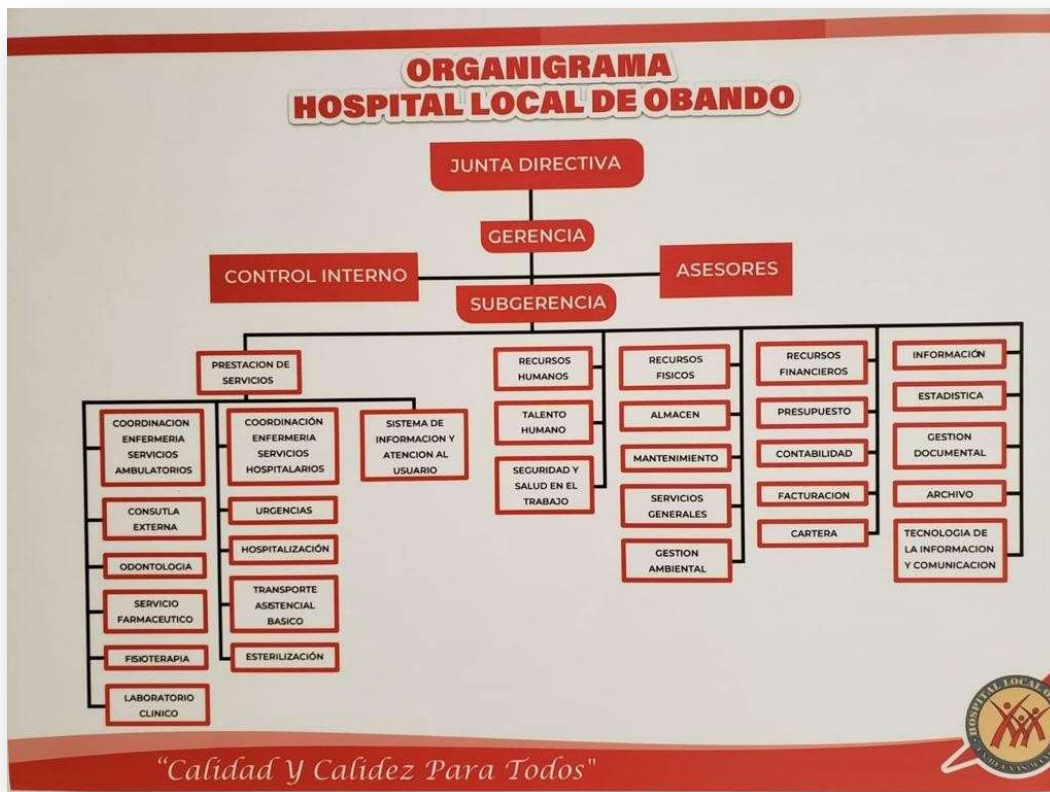 ORGANIGRAMA
HOSPITAL LOCAL DE OBANDO
JUNTA DIRECTIVA
GERENCIA
CONTROL INTERNO
ASESORES
SUBGERENCIA
PRESTACION DE
SERVICIOS
COORDINACION
ENFERMERIA
SERVICIOS
AMBULATORIOS
CONSUTLA
EXTERNA
ODONTOLOGIA
SERVICIO
FARMACEUTICO
FISIOTERAPIA
LABORATORIO
CLINICO
COORDINACIÓN
ENFERMERIA
SERVICIOS
HOSPITALARIOS
URGENCIAS
HOSPITALIZACIÓN
TRANSPORTE
ASISTENCIAL
BASICO
ESTERILIZACIÓN
SISTEMA DE
INFORMACION Y
ATENCION AL
USUARIO
RECURSOS
HUMANOS
TALENTO
HUMANO
SEGURIDAD Y
SALUD EN EL
TRABAJO
RECURSOS
FISICOS
ALMACEN
MANTENIMIENTO
SERVICIOS
GENERALES
GESTION
AMBIENTAL
RECURSOS
FINANCIEROS
PRESUPUESTO
CONTABILIDAD
FACTURACION
CARTERA
INFORMACIÓN
ESTADISTICA
GESTION
DOCUMENTAL
ARCHIVO
TECNOLOGIA DE
LA INFORMACION
Y COMUNICACION
"Calidad Y Calidez Para Todos"
HOSPITAL LOCAL